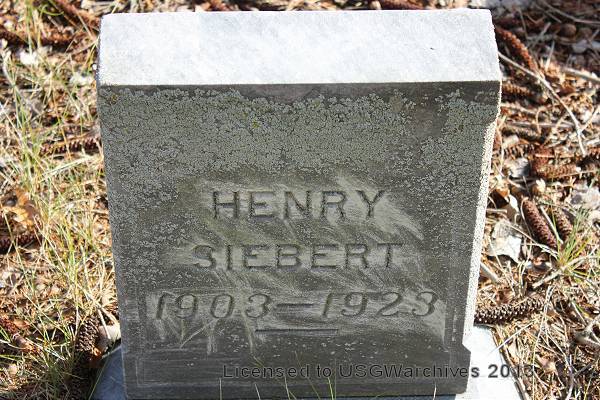 HENRY
SIEBERT
1903—1923
Licensed to USGWarchives 2013